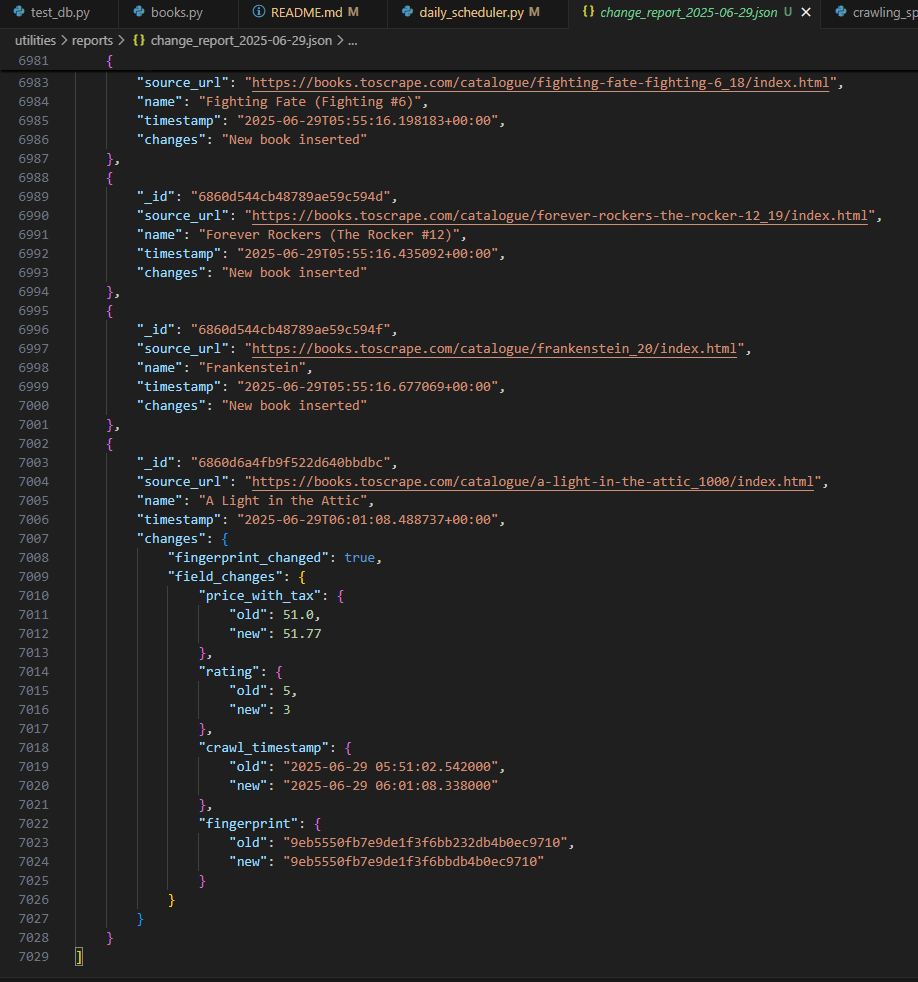 test_db.py books.py README.md M daily_scheduler.py M {} change_report_2025-06-29.json U × crawling_sp
utilities > reports > {} change_report_2025-06-29.json > ...
6981 {
6983 "source_url": "https://books.toscrape.com/catalogue/fighting-fate-fighting-6_18/index.html",
6984 "name": "Fighting Fate (Fighting #6)",
6985 "timestamp": "2025-06-29T05:55:16.198183+00:00",
6986 "changes": "New book inserted"
6987 },
6988 {
6989 "_id": "6860d544cb48789ae59c594d",
6990 "source_url": "https://books.toscrape.com/catalogue/forever-rockers-the-rocker-12_19/index.html",
6991 "name": "Forever Rockers (The Rocker #12)",
6992 "timestamp": "2025-06-29T05:55:16.435092+00:00",
6993 "changes": "New book inserted"
6994 },
6995 {
6996 "_id": "6860d544cb48789ae59c594f",
6997 "source_url": "https://books.toscrape.com/catalogue/frankenstein_20/index.html",
6998 "name": "Frankenstein",
6999 "timestamp": "2025-06-29T05:55:16.677069+00:00",
7000 "changes": "New book inserted"
7001 },
7002 {
7003 "_id": "6860d6a4fb9f522d640bbdbc",
7004 "source_url": "https://books.toscrape.com/catalogue/a-light-in-the-attic_1000/index.html",
7005 "name": "A Light in the Attic",
7006 "timestamp": "2025-06-29T06:01:08.488737+00:00",
7007 "changes": {
7008 "fingerprint_changed": true,
7009 "field_changes": {
7010 "price_with_tax": {
7011 "old": 51.0,
7012 "new": 51.77
7013 },
7014 "rating": {
7015 "old": 5,
7016 "new": 3
7017 },
7018 "crawl_timestamp": {
7019 "old": "2025-06-29 05:51:02.542000",
7020 "new": "2025-06-29 06:01:08.338000"
7021 },
7022 "fingerprint": {
7023 "old": "9eb5550fb7e9de1f3f6bb232db4b0ec9710",
7024 "new": "9eb5550fb7e9de1f3f6bbdb4b0ec9710"
7025 }
7026 }
7027 }
7028 }
7029 ]